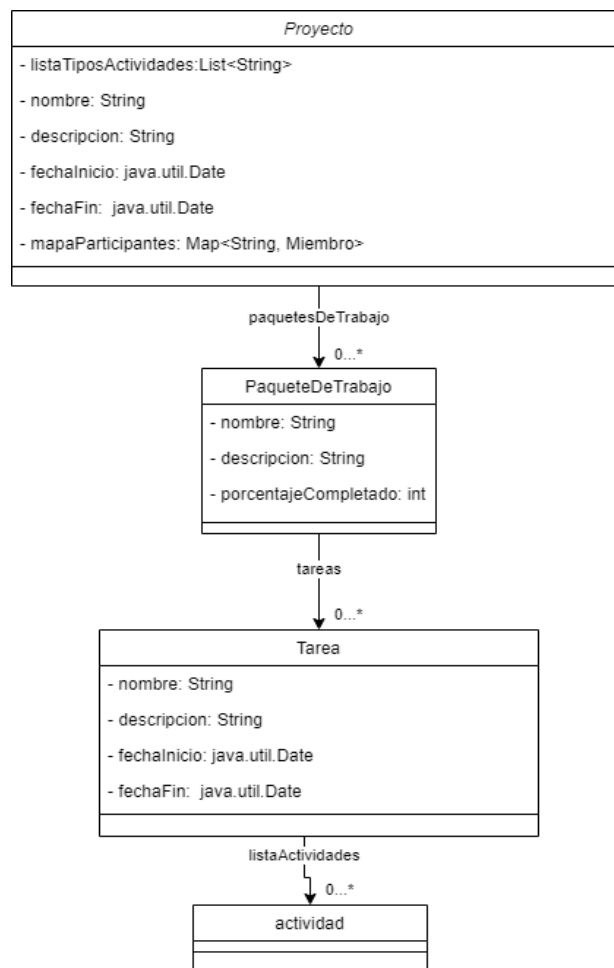 Proyecto
- listaTiposActividades:List<String>
- nombre: String
- descripcion: String
- fechaInicio: java.util.Date
- fechaFin:  java.util.Date
- mapaParticipantes: Map<String, Miembro>
paquetesDeTrabajo
0...*
PaqueteDeTrabajo
- nombre: String
- descripcion: String
- porcentajeCompletado: int
tareas
0...*
Tarea
- nombre: String
- descripcion: String
- fechaInicio: java.util.Date
- fechaFin:  java.util.Date
listaActividades
0...*
actividad